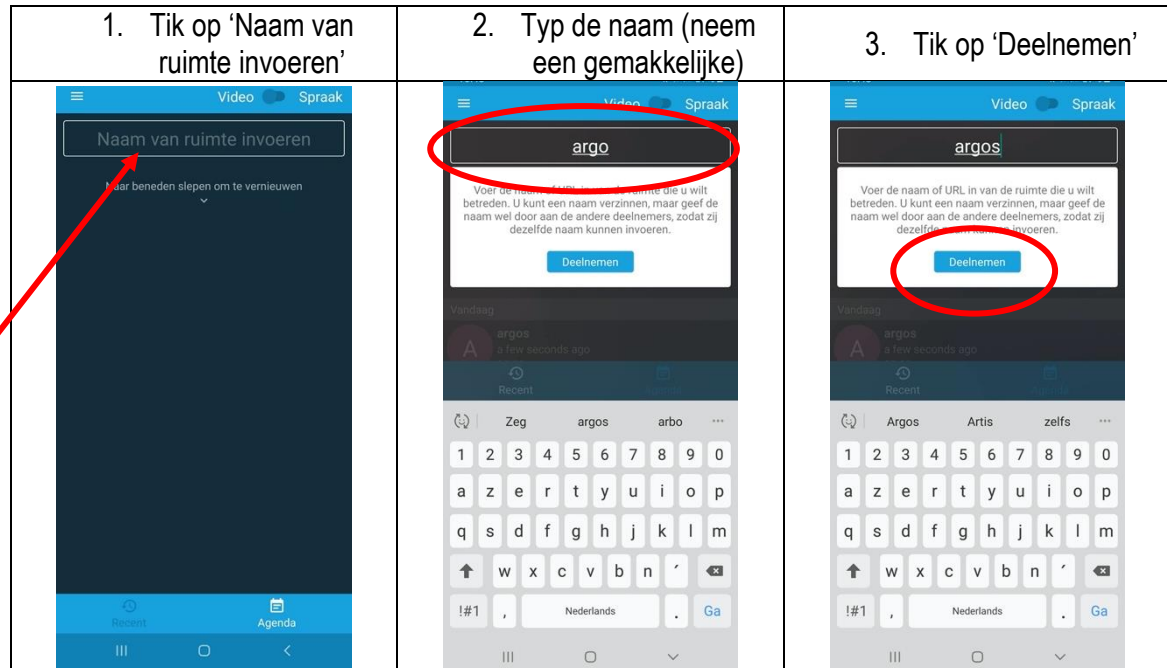 1. Tik op ‘Naam van
ruimte invoeren’
Video Spraak
Naam van ruimte invoeren
Naar beneden slepen om te vernieuwen
Recent
Agenda
2. Typ de naam (neem
een gemakkelijke)
Video Spraak
argo
Voer de naam of URL in van de ruimte die u wilt
betreden. U kunt een naam verzinnen, maar geef de
naam wel door aan de andere deelnemers, zodat zij
dezelfde naam kunnen invoeren.
Deelnemen
Vandaag
A
argos
a few seconds ago
Recent
Agenda
Zeg argos arbo ...
1 2 3 4 5 6 7 8 9 0
a z e r t y u i o p
q s d f g h j k l m
w x c v b n ´
!#1 , Nederlands . Ga
3. Tik op ‘Deelnemen’
Video Spraak
argos
Voer de naam of URL in van de ruimte die u wilt
betreden. U kunt een naam verzinnen, maar geef de
naam wel door aan de andere deelnemers, zodat zij
dezelfde naam kunnen invoeren.
Deelnemen
Vandaag
A
argos
a few seconds ago
Recent
Agenda
Argos Artis zelfs ...
1 2 3 4 5 6 7 8 9 0
a z e r t y u i o p
q s d f g h j k l m
w x c v b n ´
!#1 , Nederlands . Ga